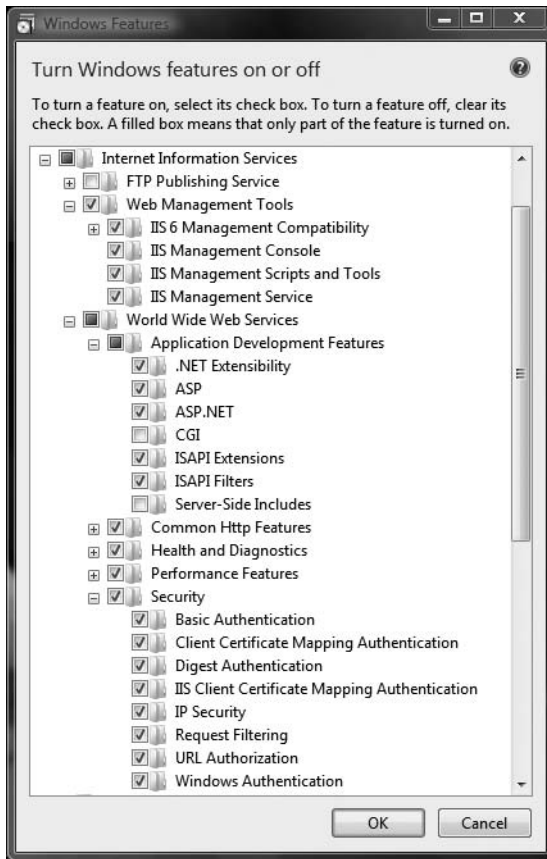 Windows Features
Turn Windows features on or off
To turn a feature on, select its check box. To turn a feature off, clear its
check box. A filled box means that only part of the feature is turned on.
Internet Information Services
FTP Publishing Service
Web Management Tools
IIS 6 Management Compatibility
IIS Management Console
IIS Management Scripts and Tools
IIS Management Service
World Wide Web Services
Application Development Features
.NET Extensibility
ASP
ASP.NET
CGI
ISAPI Extensions
ISAPI Filters
Server-Side Includes
Common Http Features
Health and Diagnostics
Performance Features
Security
Basic Authentication
Client Certificate Mapping Authentication
Digest Authentication
IIS Client Certificate Mapping Authentication
IP Security
Request Filtering
URL Authorization
Windows Authentication
OK Cancel